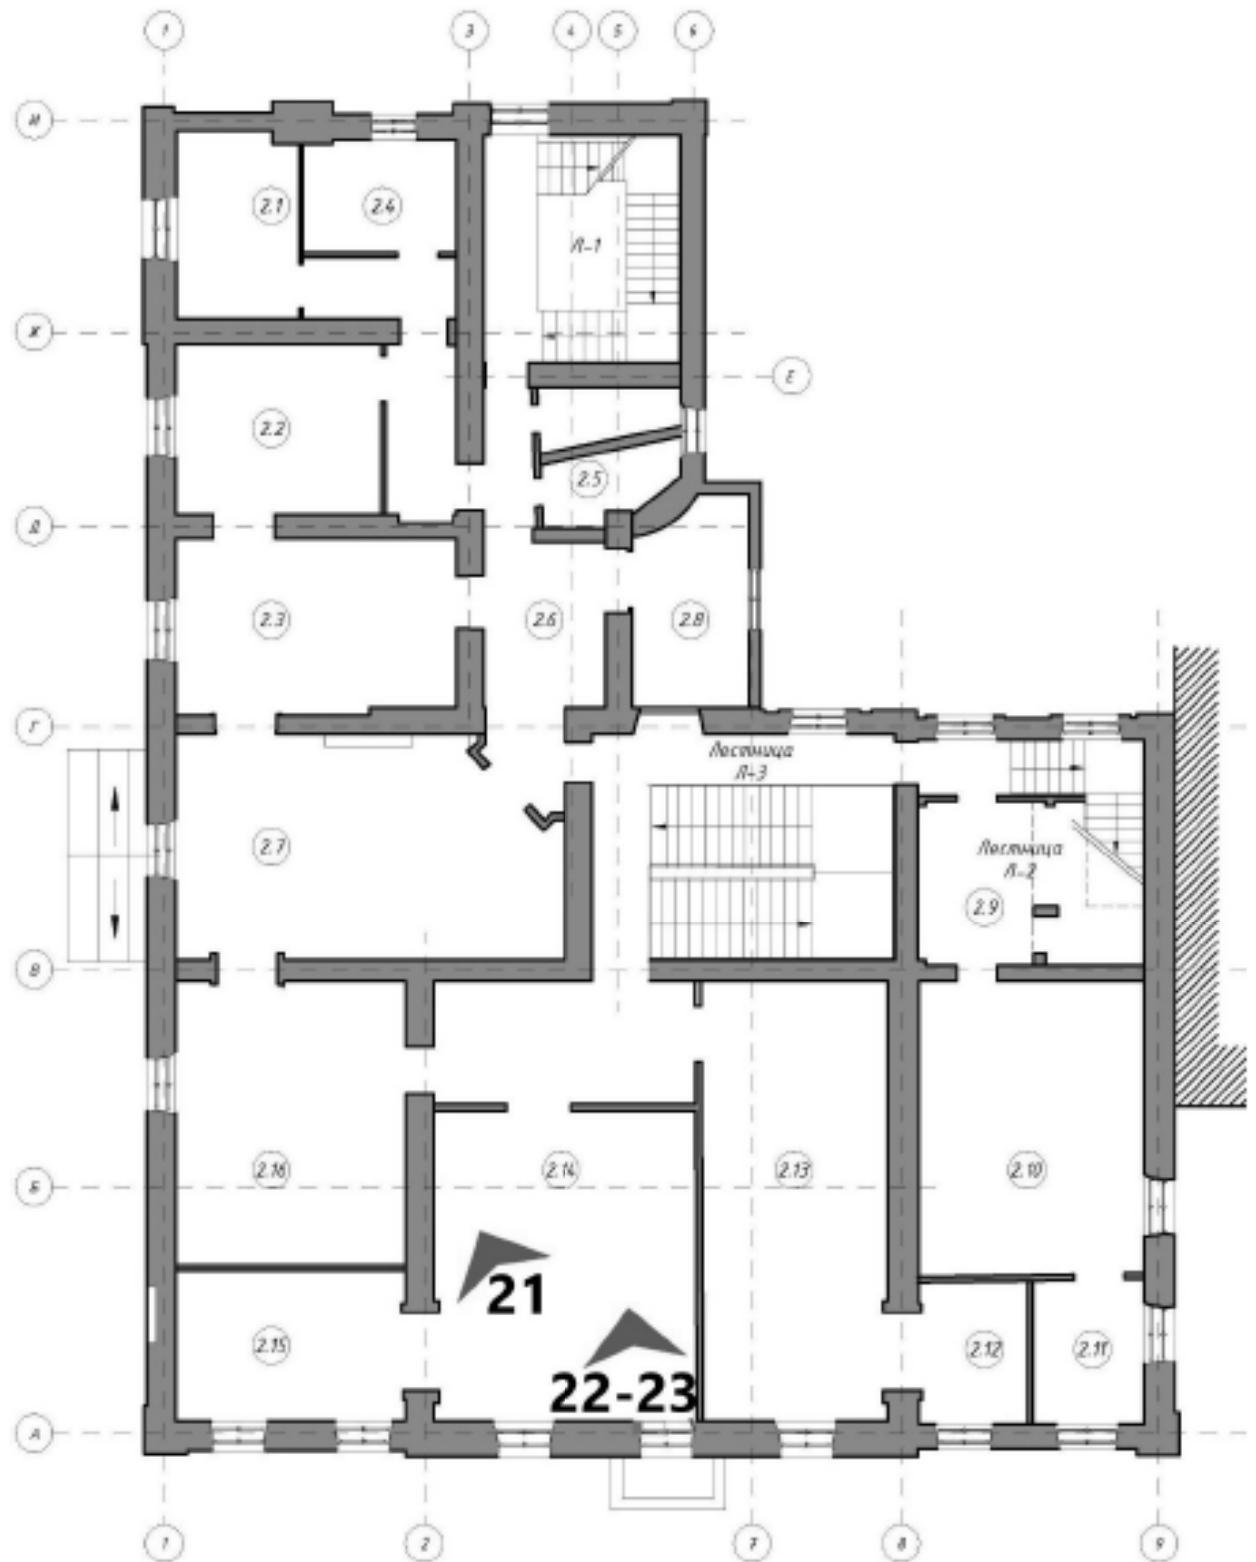 1 3 4 5 6
И
2.1 2.4
Л-1
Ж
Е
2.2
2.5
Д
2.3 2.6 2.8
Г
Лестница
Л-3
2.7
Лестница
Л-2
2.9
В
2.16 2.14 2.13 2.10
Б
21
2.15 2.12 2.11
22-23
А
1 2 7 8 9